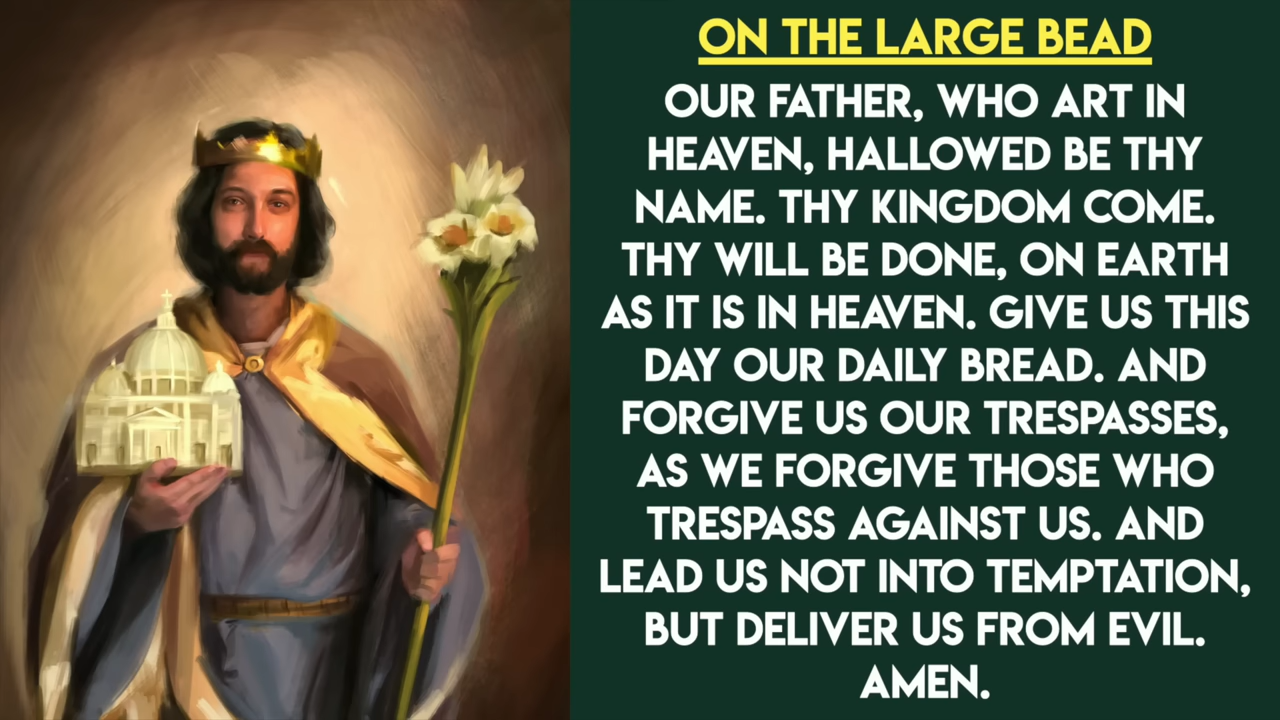 ON THE LARGE BEAD
OUR FATHER, WHO ART IN
HEAVEN, HALLOWED BE THY
NAME. THY KINGDOM COME.
THY WILL BE DONE, ON EARTH
AS IT IS IN HEAVEN. GIVE US THIS
DAY OUR DAILY BREAD. AND
FORGIVE US OUR TRESPASSES,
AS WE FORGIVE THOSE WHO
TRESPASS AGAINST US. AND
LEAD US NOT INTO TEMPTATION,
BUT DELIVER US FROM EVIL.
AMEN.